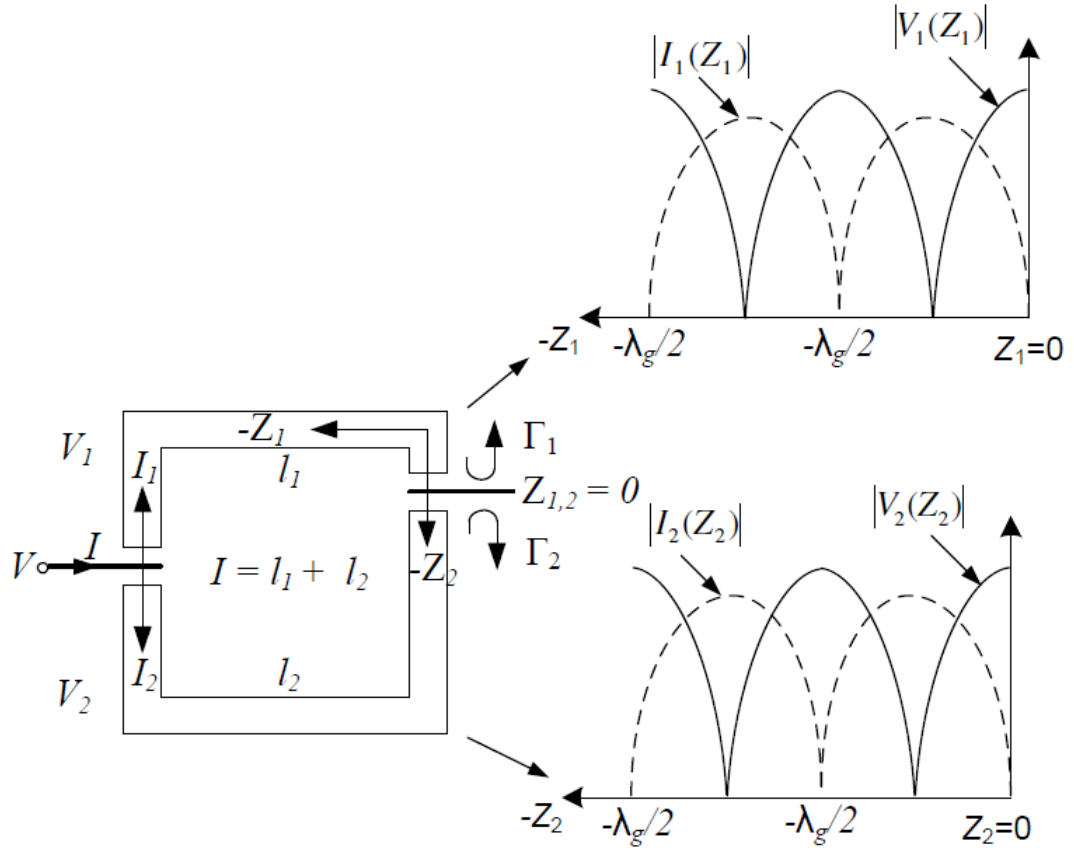 |I₁(Z₁)|
|V₁(Z₁)|
-Z₁
-λg/2
-λg/2
Z₁=0
V₁
-Z₁
I₁
l₁
Γ₁
Z₁,₂ = 0
V
I
I = l₁ + l₂
-Z₂
Γ₂
I₂
l₂
V₂
|I₂(Z₂)|
|V₂(Z₂)|
-Z₂
-λg/2
-λg/2
Z₂=0